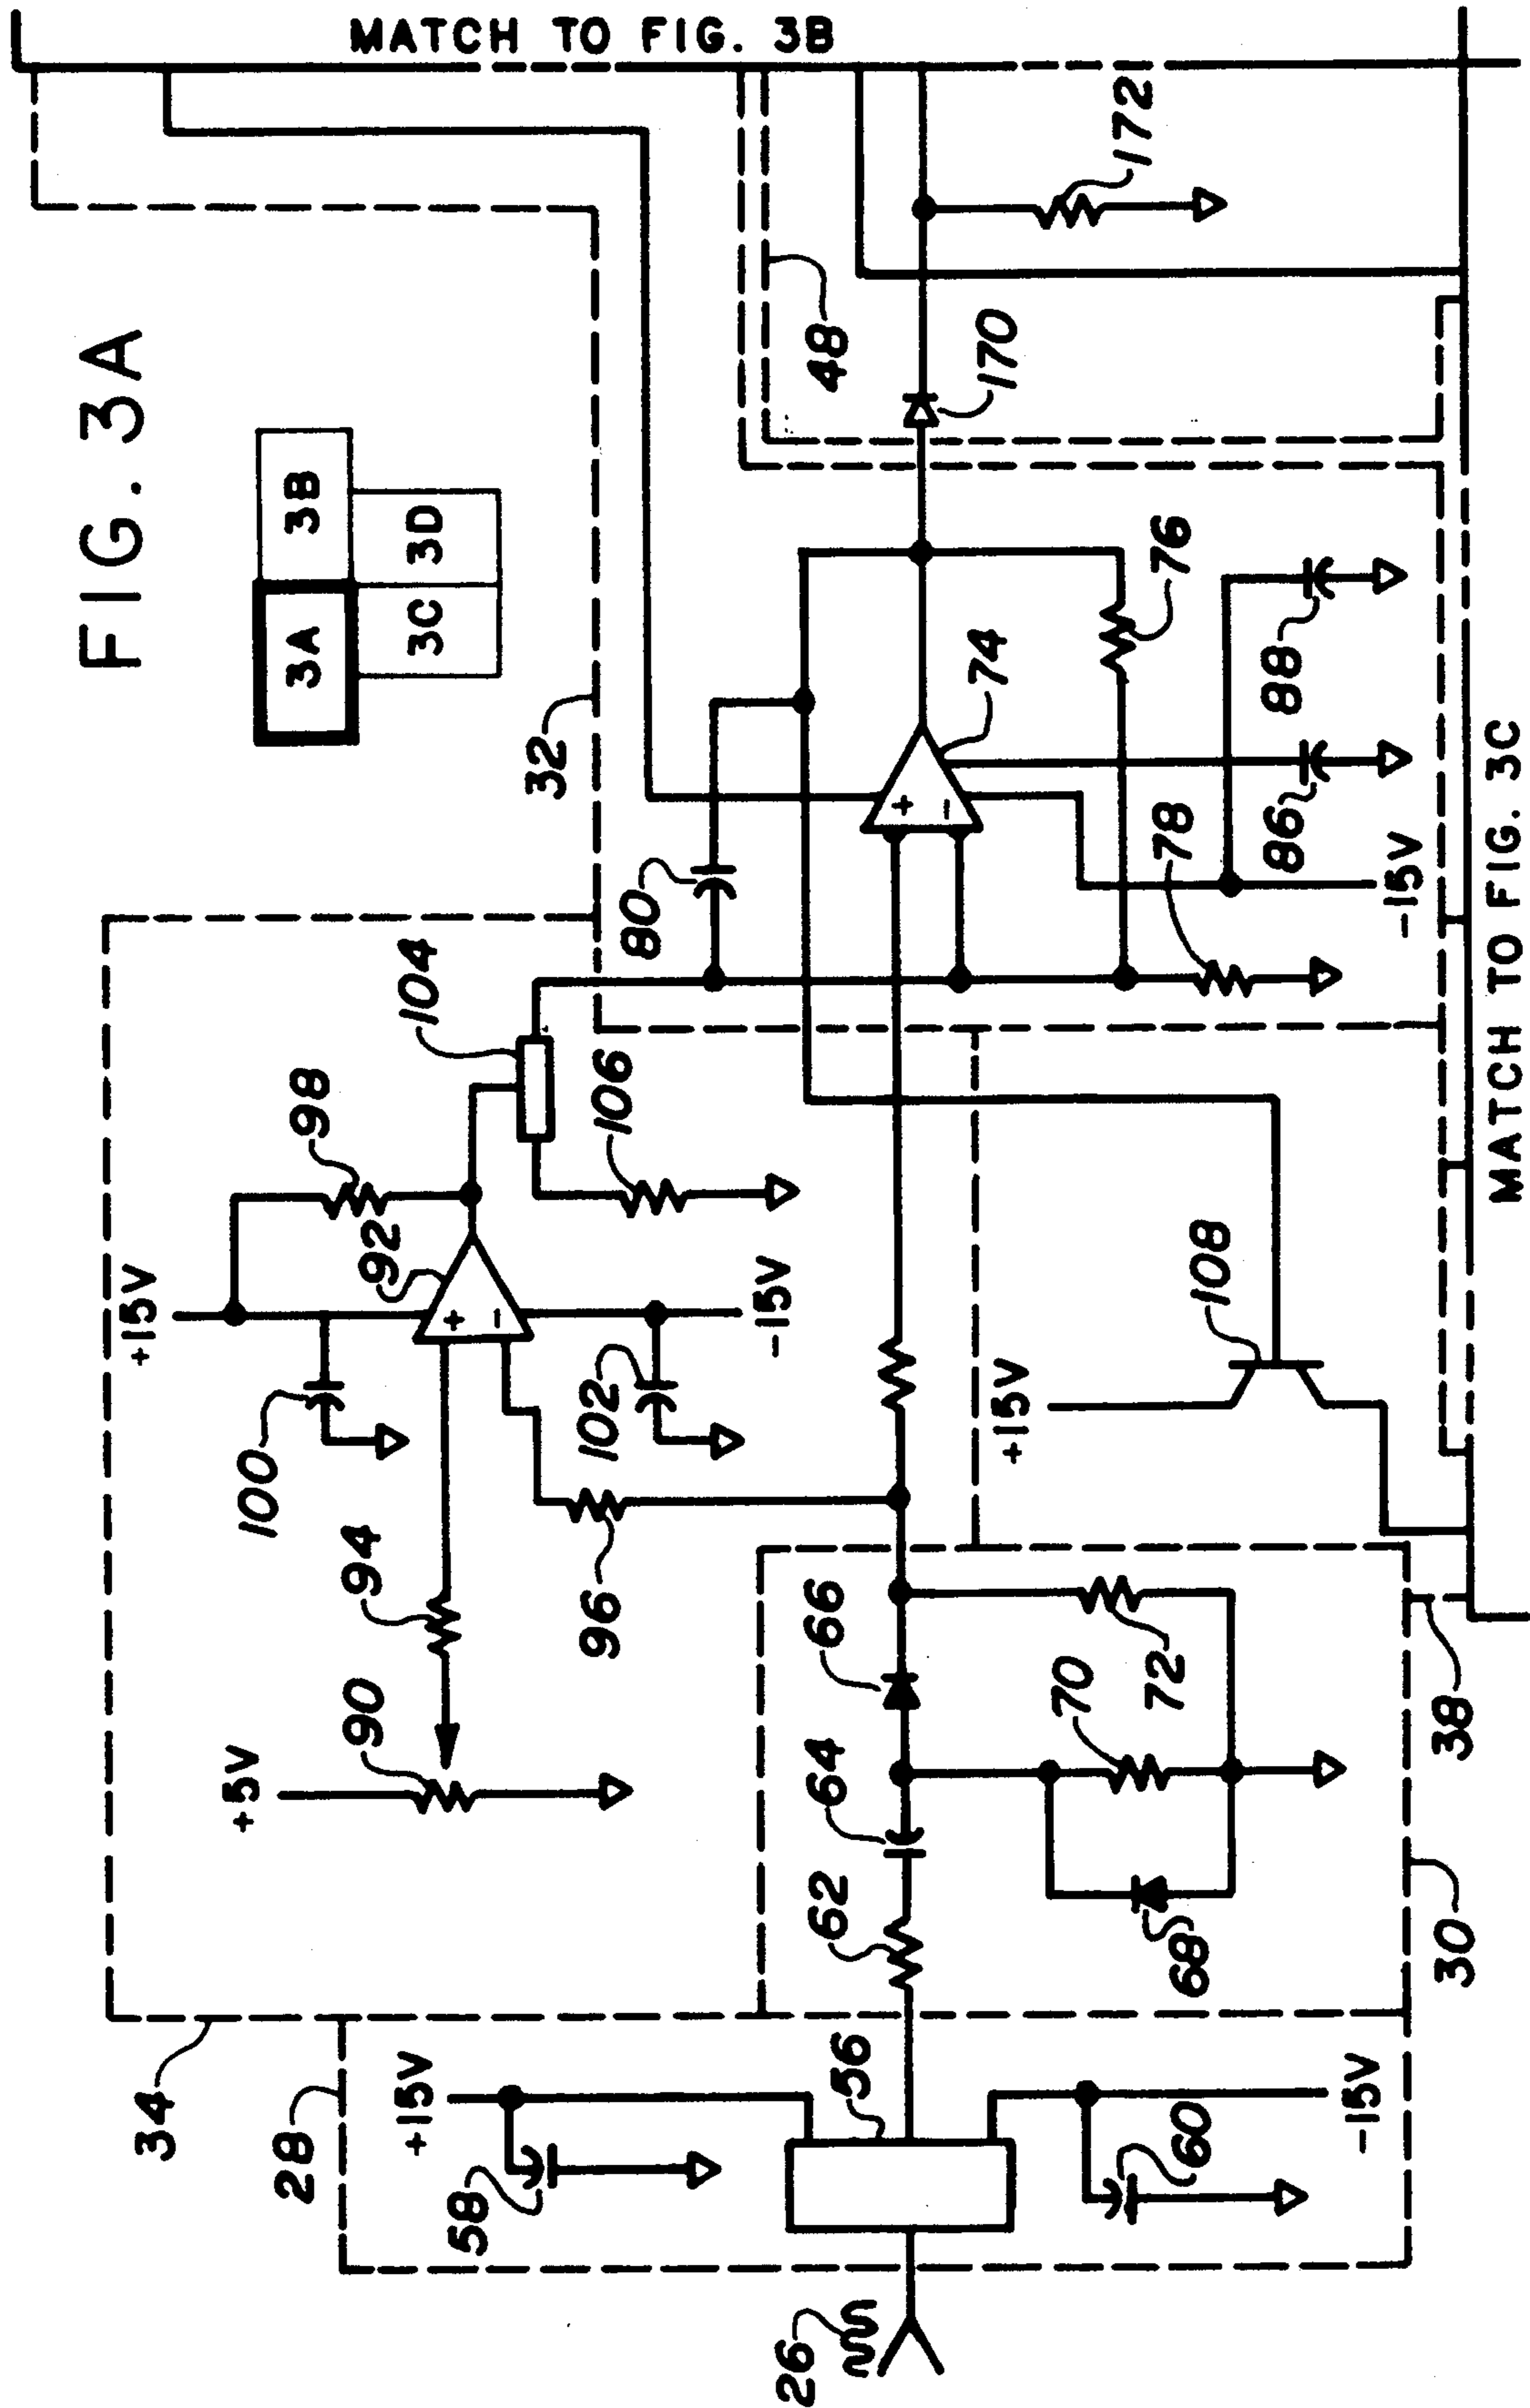 FIG. 3A
3A 3B
3C 3D
MATCH TO FIG. 3B
MATCH TO FIG. 3C
34
28
+15V
58
56
60
-15V
26
+5V
90
94
100
+15V
92
98
104
106
102
-15V
96
32
80
62
64
66
68
70
72
30
38
+15V
108
74
76
78
86
88
-15V
48
170
172